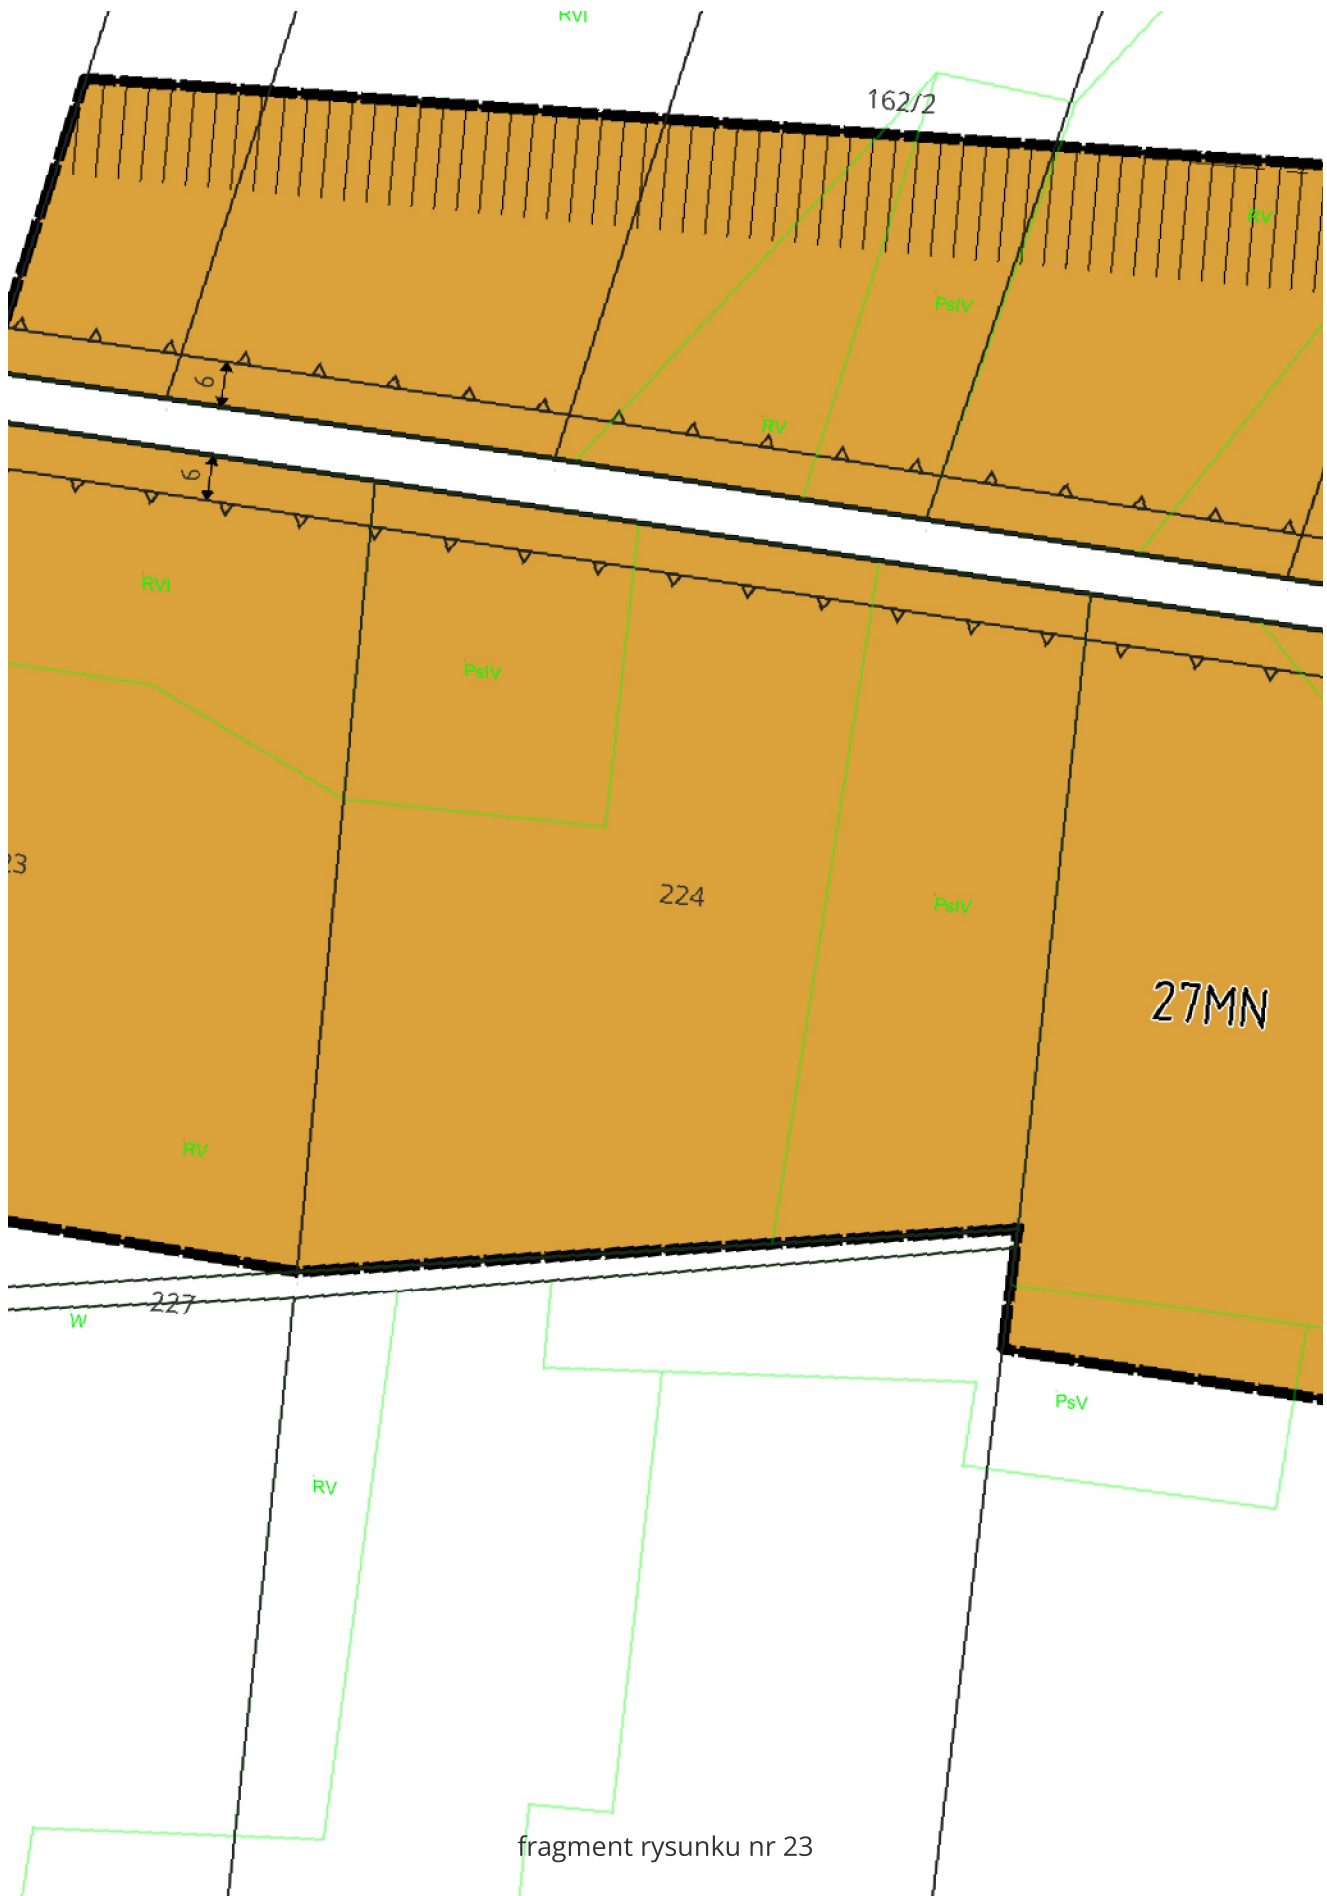 RVI
162/2
RV
PsIV
6
RV
6
RVI
PsIV
23
224
PsIV
27MN
RV
227
W
PsV
RV
fragment rysunku nr 23